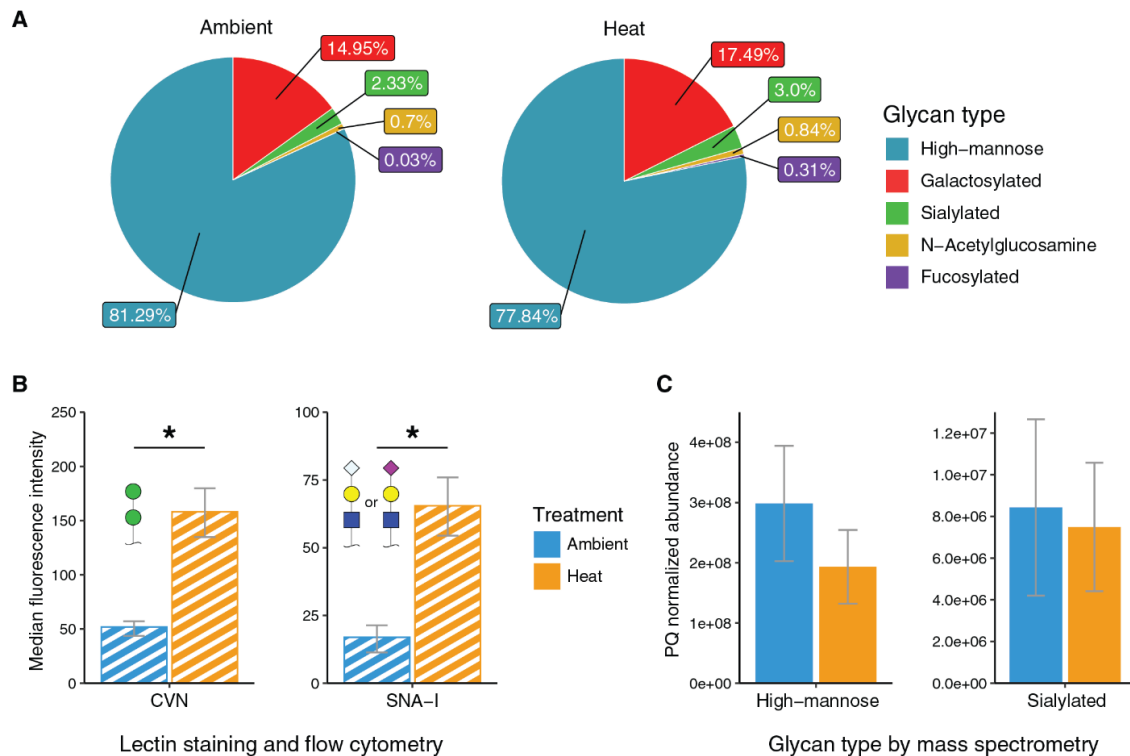 A
Ambient
Heat
14.95%
2.33%
0.7%
0.03%
81.29%
17.49%
3.0%
0.84%
0.31%
77.84%
Glycan type
High−mannose
Galactosylated
Sialylated
N−Acetylglucosamine
Fucosylated
B
Median fluorescence intensity
250
200
150
100
50
0
*
CVN
100
75
50
25
0
*
or
SNA−I
Treatment
Ambient
Heat
Lectin staining and flow cytometry
C
PQ normalized abundance
4e+08
3e+08
2e+08
1e+08
0e+00
High−mannose
1.2e+07
1.0e+07
8.0e+06
6.0e+06
4.0e+06
2.0e+06
0.0e+00
Sialylated
Glycan type by mass spectrometry